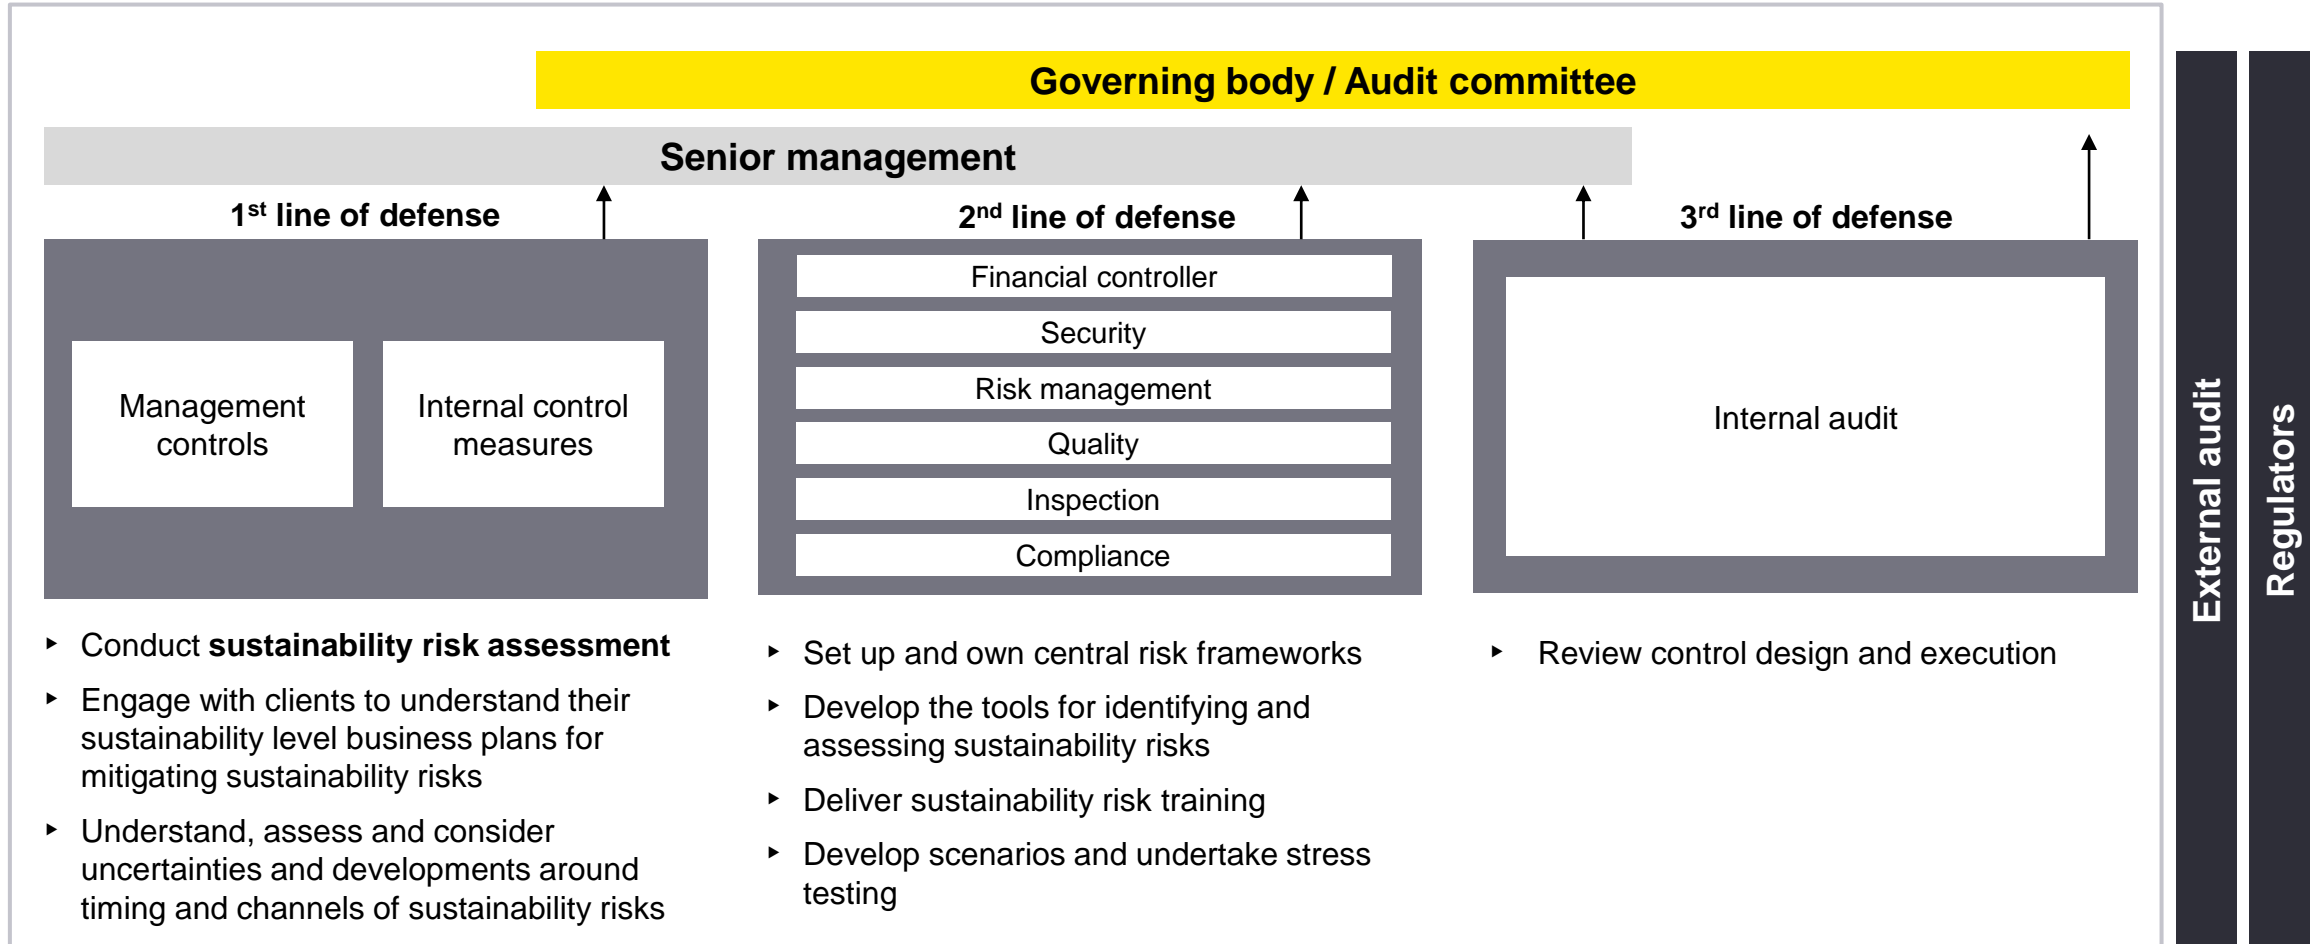 Governing body / Audit committee
Senior management
1st line of defense
Management
controls
Internal control
measures
▸ Conduct sustainability risk assessment
▸ Engage with clients to understand their
sustainability level business plans for
mitigating sustainability risks
▸ Understand, assess and consider
uncertainties and developments around
timing and channels of sustainability risks
2nd line of defense
Financial controller
Security
Risk management
Quality
Inspection
Compliance
▸ Set up and own central risk frameworks
▸ Develop the tools for identifying and
assessing sustainability risks
▸ Deliver sustainability risk training
▸ Develop scenarios and undertake stress
testing
3rd line of defense
Internal audit
▸ Review control design and execution
External audit
Regulators